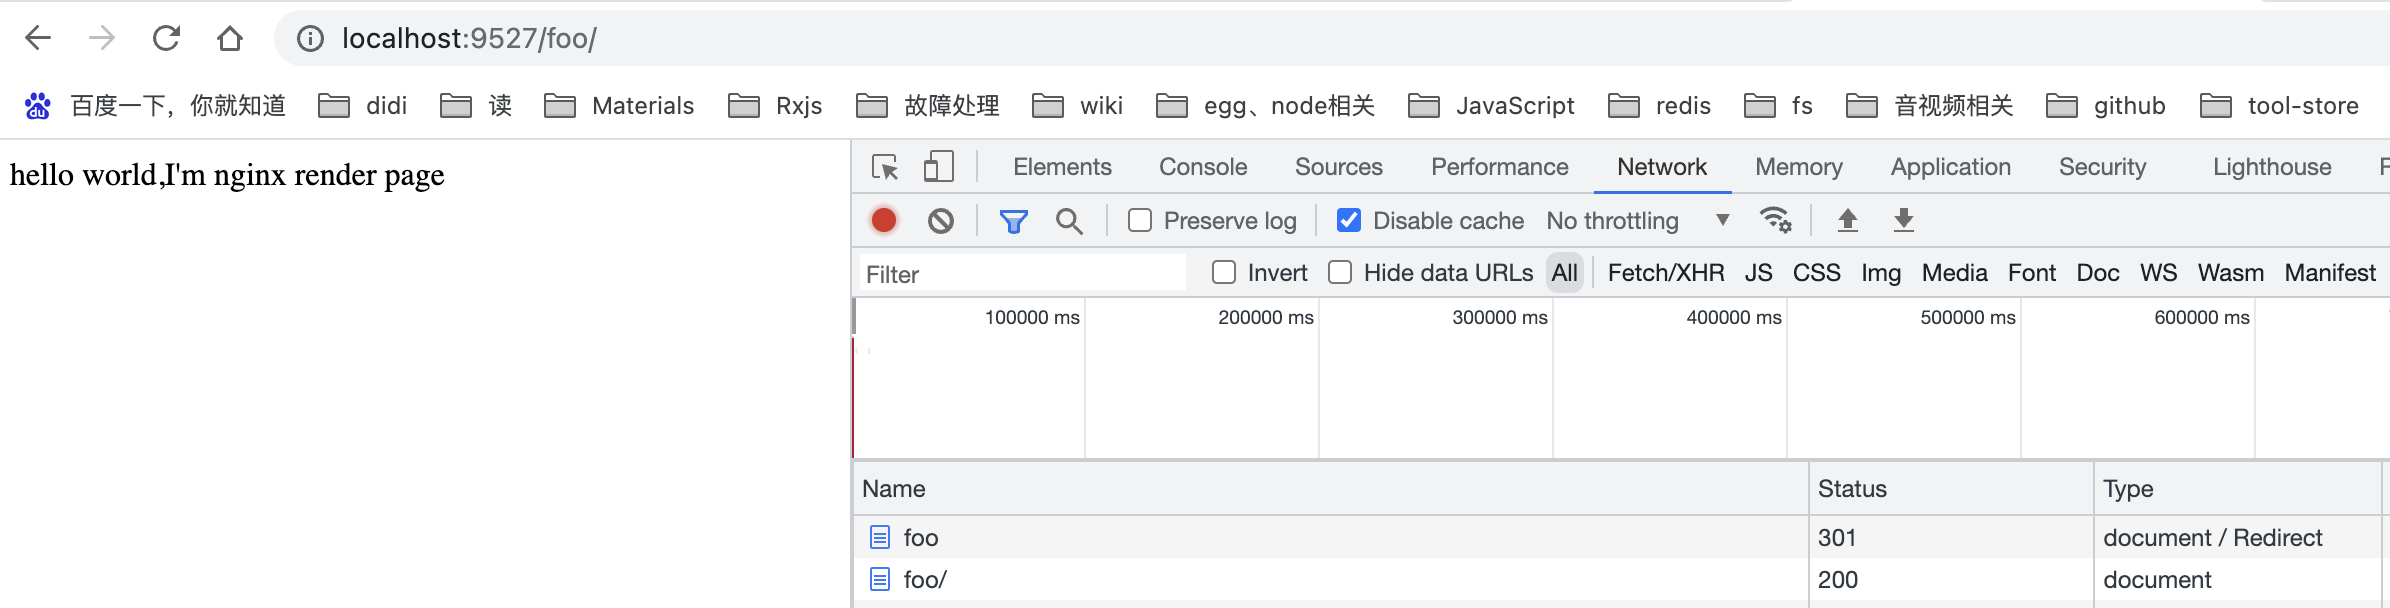 localhost:9527/foo/
百度一下，你就知道 didi 读 Materials Rxjs 故障处理 wiki egg、node相关 JavaScript redis fs 音视频相关 github tool-store
hello world,I'm nginx render page
Elements Console Sources Performance Network Memory Application Security Lighthouse
Preserve log Disable cache No throttling
Filter Invert Hide data URLs All Fetch/XHR JS CSS Img Media Font Doc WS Wasm Manifest
100000 ms 200000 ms 300000 ms 400000 ms 500000 ms 600000 ms
Name Status Type
foo 301 document / Redirect
foo/ 200 document